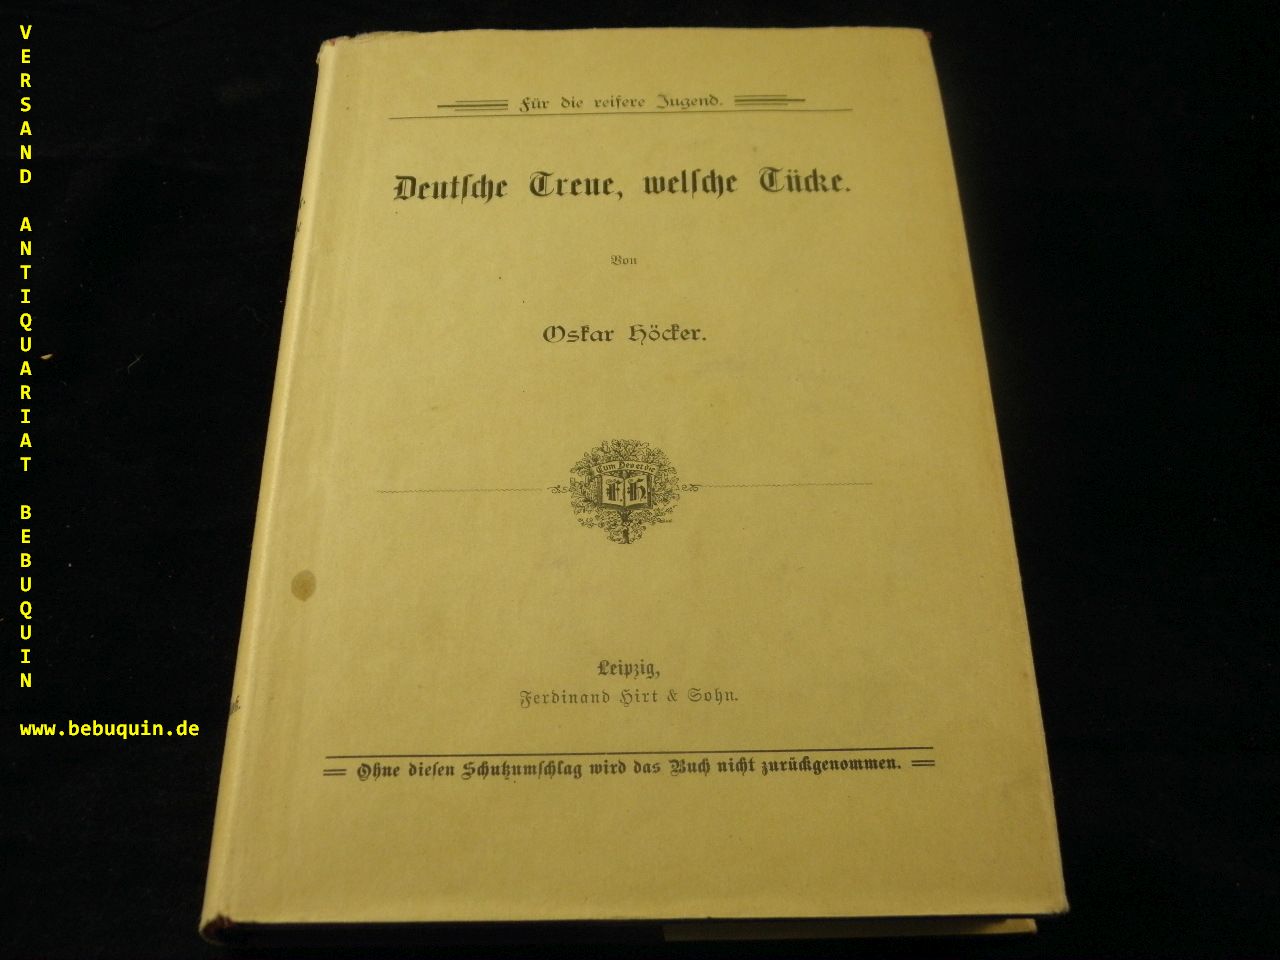 VERSAND ANTIQUARIAT BEBUQUIN
www.bebuquin.de
Für die reifere Jugend.
Deutſche Treue, welſche Tücke.
Von
Oskar Höcker.
F. H.
Leipzig,
Ferdinand Hirt & Sohn.
Ohne dieſen Schutzumſchlag wird das Buch nicht zurückgenommen.